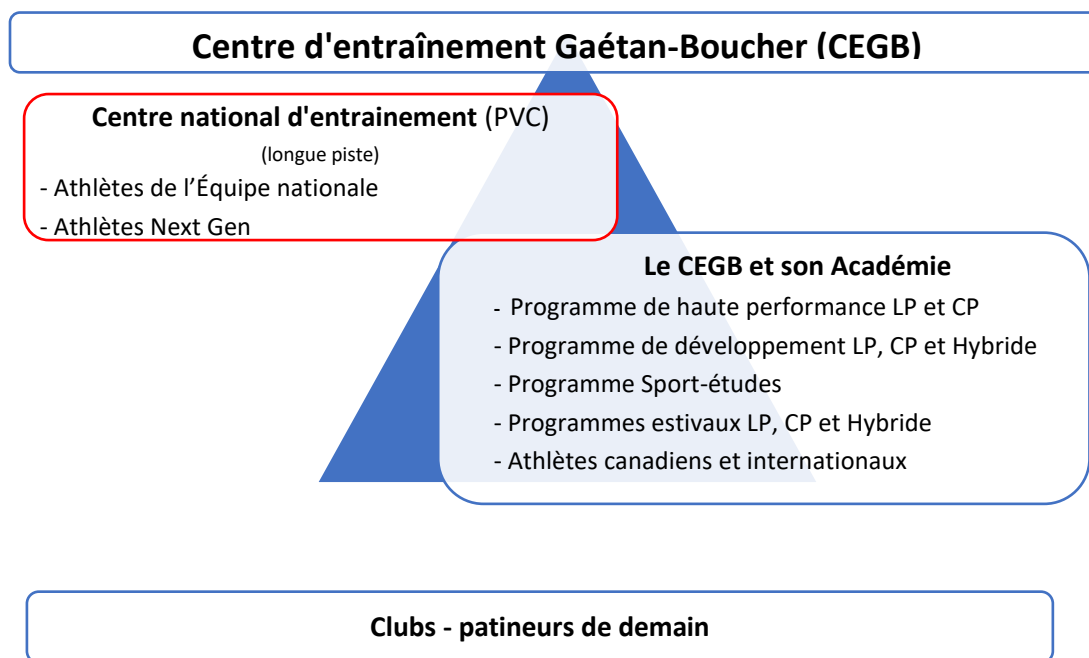 Centre d'entraînement Gaétan-Boucher (CEGB)
Centre national d'entrainement (PVC)
(longue piste)
- Athlètes de l'Équipe nationale
- Athlètes Next Gen
Le CEGB et son Académie
- Programme de haute performance LP et CP
- Programme de développement LP, CP et Hybride
- Programme Sport-études
- Programmes estivaux LP, CP et Hybride
- Athlètes canadiens et internationaux
Clubs - patineurs de demain